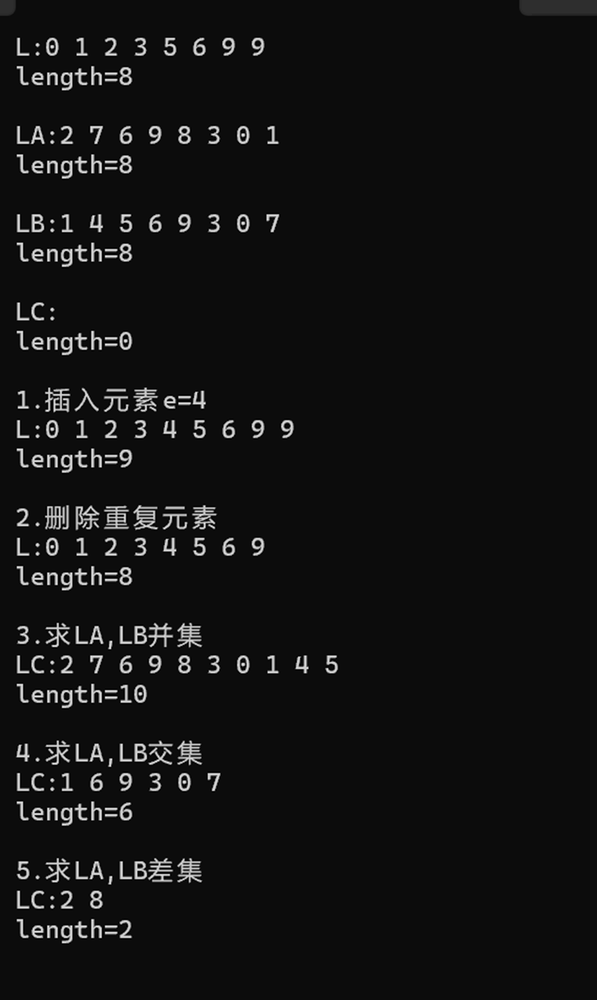 L:0 1 2 3 5 6 9 9
length=8
LA:2 7 6 9 8 3 0 1
length=8
LB:1 4 5 6 9 3 0 7
length=8
LC:
length=0
1.插入元素e=4
L:0 1 2 3 4 5 6 9 9
length=9
2.删除重复元素
L:0 1 2 3 4 5 6 9
length=8
3.求LA,LB并集
LC:2 7 6 9 8 3 0 1 4 5
length=10
4.求LA,LB交集
LC:1 6 9 3 0 7
length=6
5.求LA,LB差集
LC:2 8
length=2